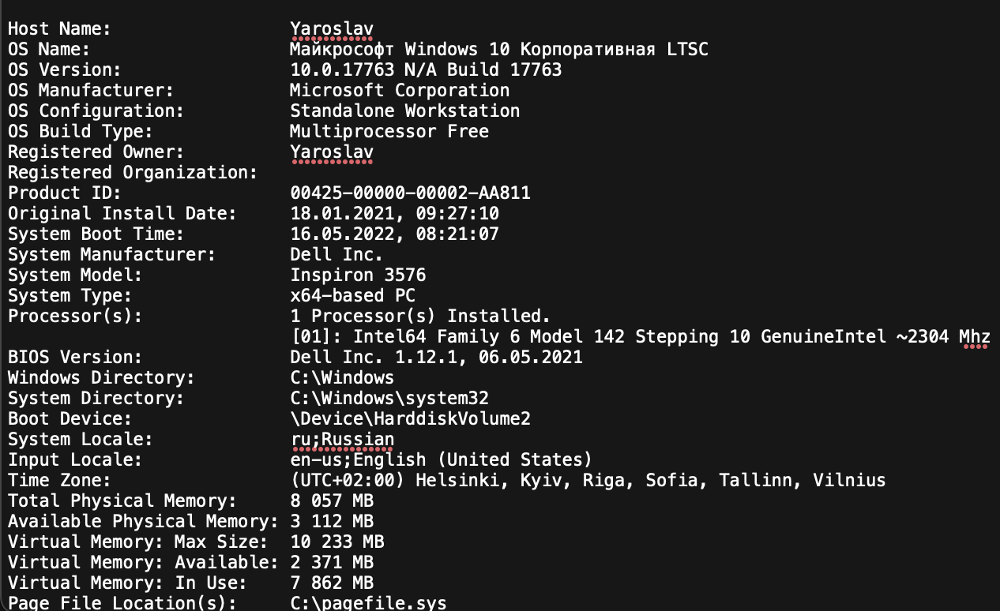 Host Name: Yaroslav
OS Name: Майкрософт Windows 10 Корпоративная LTSC
OS Version: 10.0.17763 N/A Build 17763
OS Manufacturer: Microsoft Corporation
OS Configuration: Standalone Workstation
OS Build Type: Multiprocessor Free
Registered Owner: Yaroslav
Registered Organization:
Product ID: 00425-00000-00002-AA811
Original Install Date: 18.01.2021, 09:27:10
System Boot Time: 16.05.2022, 08:21:07
System Manufacturer: Dell Inc.
System Model: Inspiron 3576
System Type: x64-based PC
Processor(s): 1 Processor(s) Installed.
[01]: Intel64 Family 6 Model 142 Stepping 10 GenuineIntel ~2304 Mhz
BIOS Version: Dell Inc. 1.12.1, 06.05.2021
Windows Directory: C:\Windows
System Directory: C:\Windows\system32
Boot Device: \Device\HarddiskVolume2
System Locale: ru;Russian
Input Locale: en-us;English (United States)
Time Zone: (UTC+02:00) Helsinki, Kyiv, Riga, Sofia, Tallinn, Vilnius
Total Physical Memory: 8 057 MB
Available Physical Memory: 3 112 MB
Virtual Memory: Max Size: 10 233 MB
Virtual Memory: Available: 2 371 MB
Virtual Memory: In Use: 7 862 MB
Page File Location(s): C:\pagefile.sys